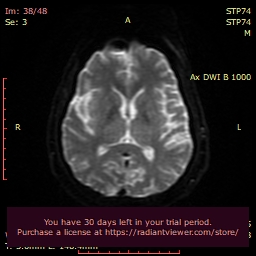 Im: 38/48
Se: 3
A
STP74
STP74
M
Ax DWI B 1000
R
L
You have 30 days left in your trial period.
Purchase a license at https://radiantviewer.com/store/